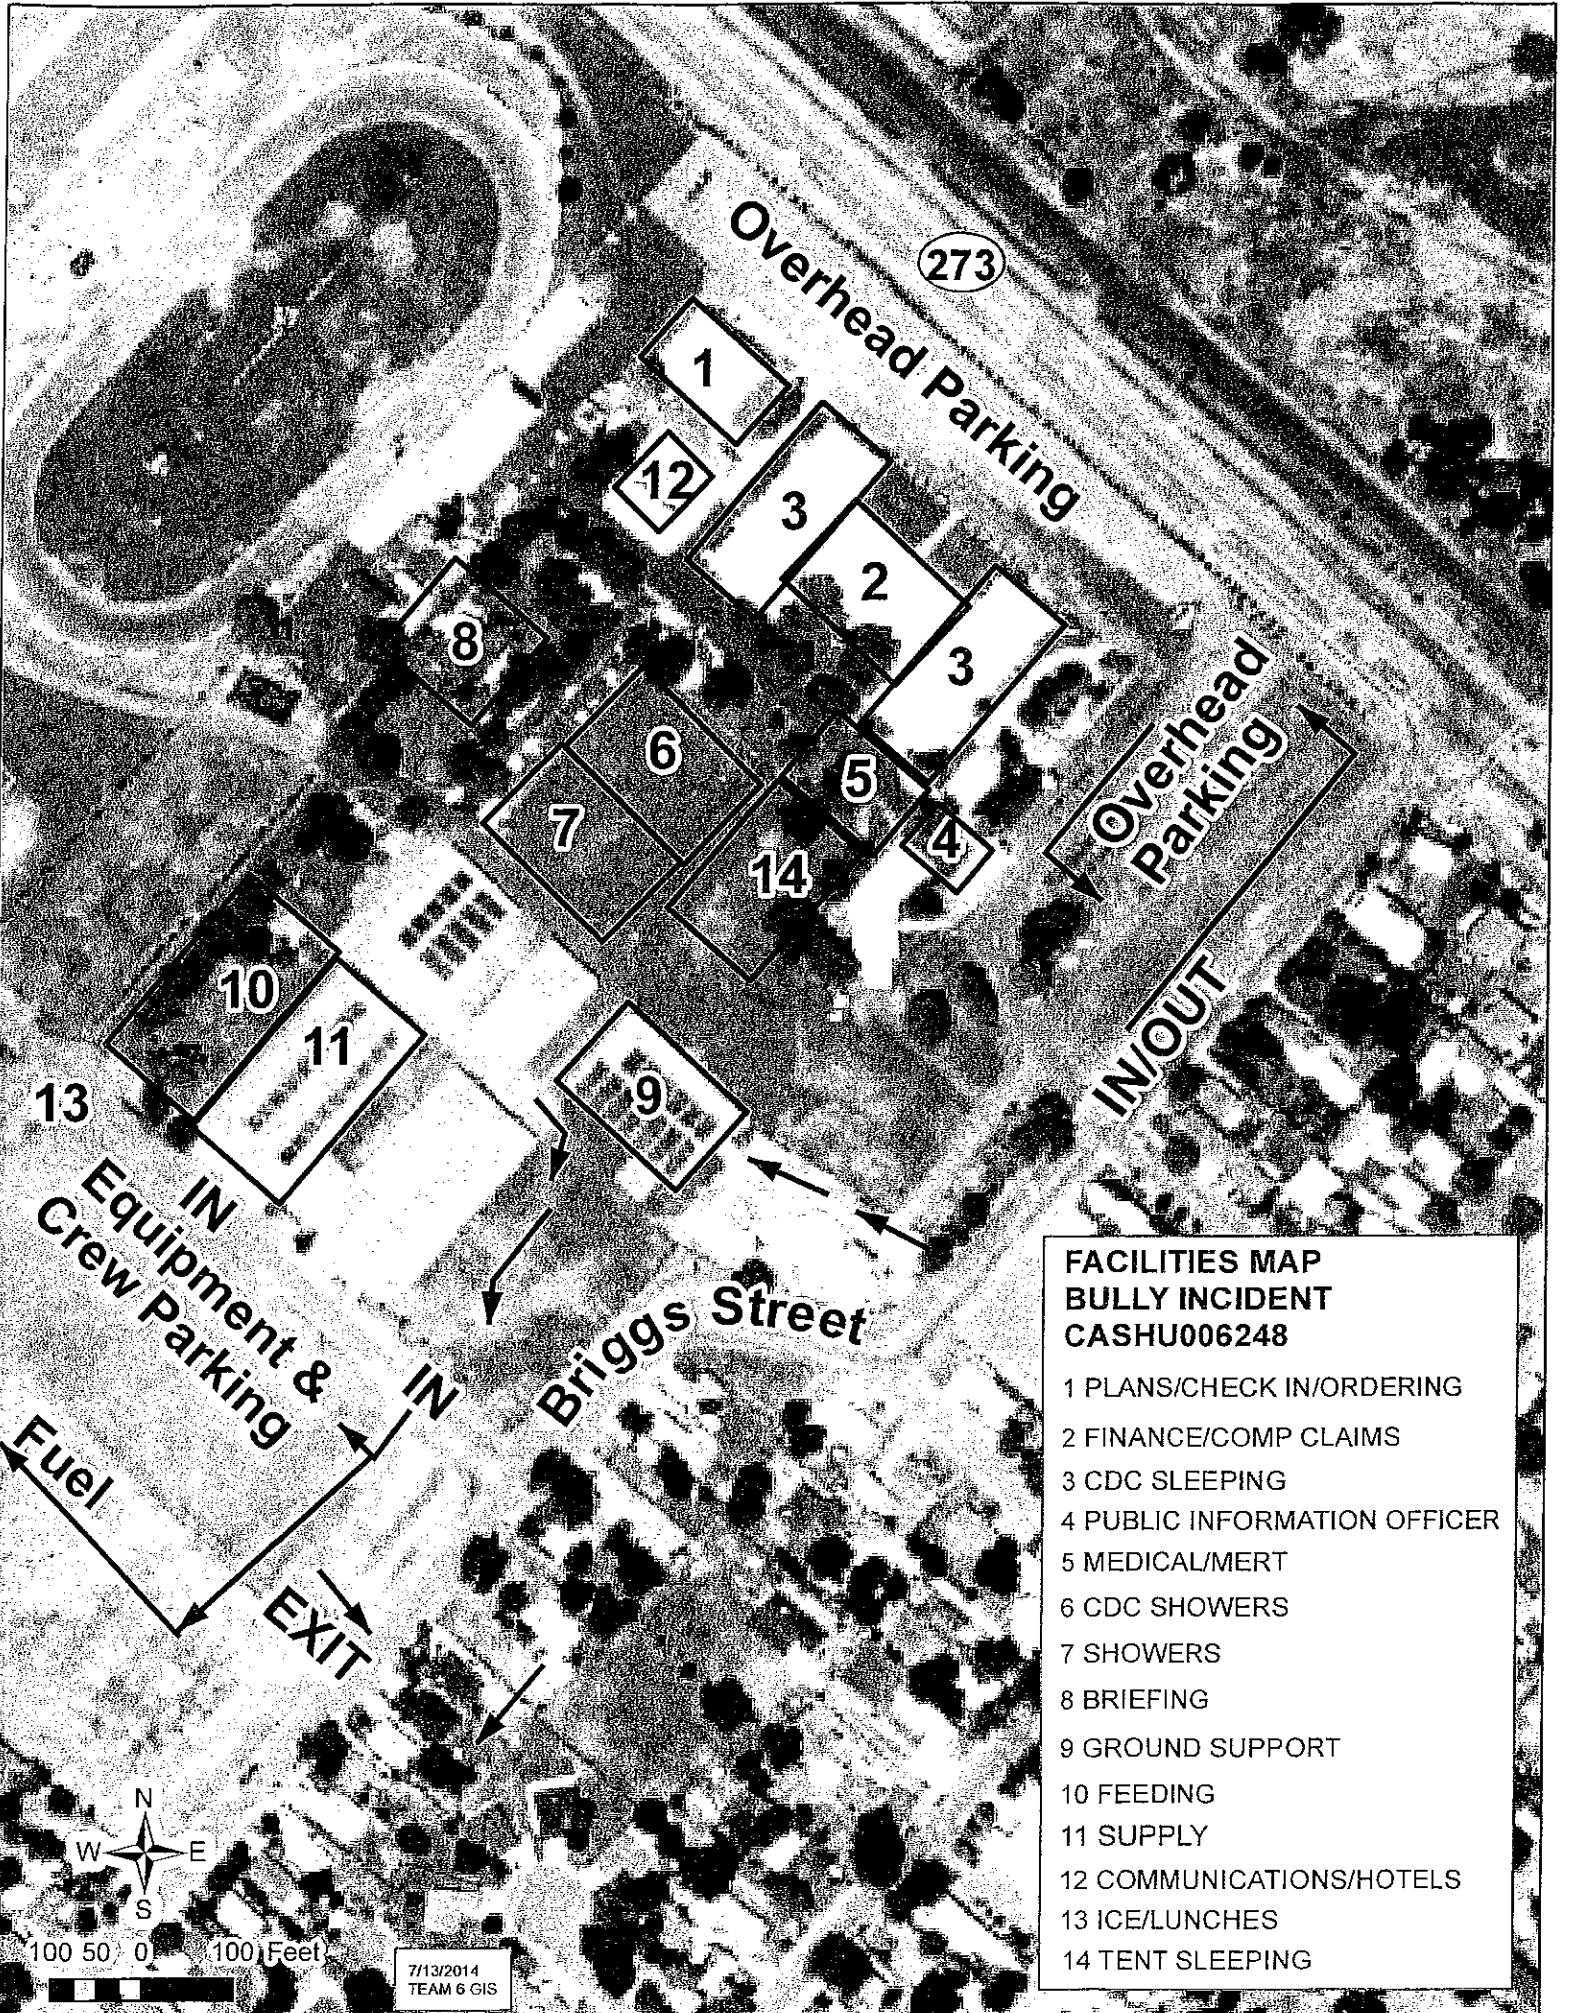 Overhead Parking
273
1
12
3
2
8
3
6
Overhead
Parking
5
7
4
14
10
11
IN/OUT
9
13
IN
Equipment &
Crew Parking
Briggs Street
IN
Fuel
EXIT
FACILITIES MAP
BULLY INCIDENT
CASHU006248
1 PLANS/CHECK IN/ORDERING
2 FINANCE/COMP CLAIMS
3 CDC SLEEPING
4 PUBLIC INFORMATION OFFICER
5 MEDICAL/MERT
6 CDC SHOWERS
7 SHOWERS
8 BRIEFING
9 GROUND SUPPORT
10 FEEDING
11 SUPPLY
12 COMMUNICATIONS/HOTELS
13 ICE/LUNCHES
14 TENT SLEEPING
N
W E
S
100 50 0 100 Feet
7/13/2014
TEAM 6 GIS